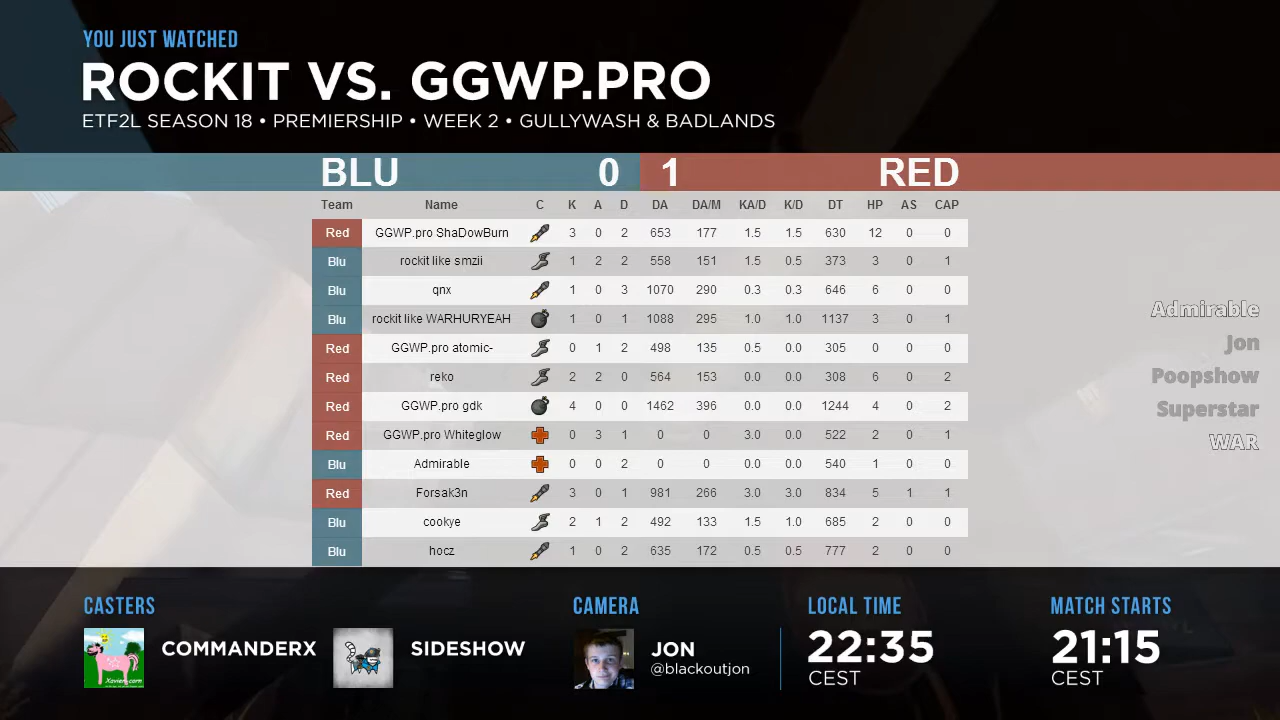 YOU JUST WATCHED
ROCKIT VS. GGWP.PRO
ETF2L SEASON 18 • PREMIERSHIP • WEEK 2 • GULLYWASH & BADLANDS
BLU 0 1 RED
Team Name C K A D DA DA/M KA/D K/D DT HP AS CAP
Red GGWP.pro ShaDowBurn 3 0 2 653 177 1.5 1.5 630 12 0 0
Blu rockit like smzii 1 2 2 558 151 1.5 0.5 373 3 0 1
Blu qnx 1 0 3 1070 290 0.3 0.3 646 6 0 0
Blu rockit like WARHURYEAH 1 0 1 1088 295 1.0 1.0 1137 3 0 1
Red GGWP.pro atomic- 0 1 2 498 135 0.5 0.0 305 0 0 0
Red reko 2 2 0 564 153 0.0 0.0 308 6 0 2
Red GGWP.pro gdk 4 0 0 1462 396 0.0 0.0 1244 4 0 2
Red GGWP.pro Whiteglow 0 3 1 0 0 3.0 0.0 522 2 0 1
Blu Admirable 0 0 2 0 0 0.0 0.0 540 1 0 0
Red Forsak3n 3 0 1 981 266 3.0 3.0 834 5 1 1
Blu cookye 2 1 2 492 133 1.5 1.0 685 2 0 0
Blu hocz 1 0 2 635 172 0.5 0.5 777 2 0 0
Admirable
Jon
Poopshow
Superstar
WAR
CASTERS
COMMANDERX
SIDESHOW
CAMERA
JON
@blackoutjon
LOCAL TIME
22:35
CEST
MATCH STARTS
21:15
CEST